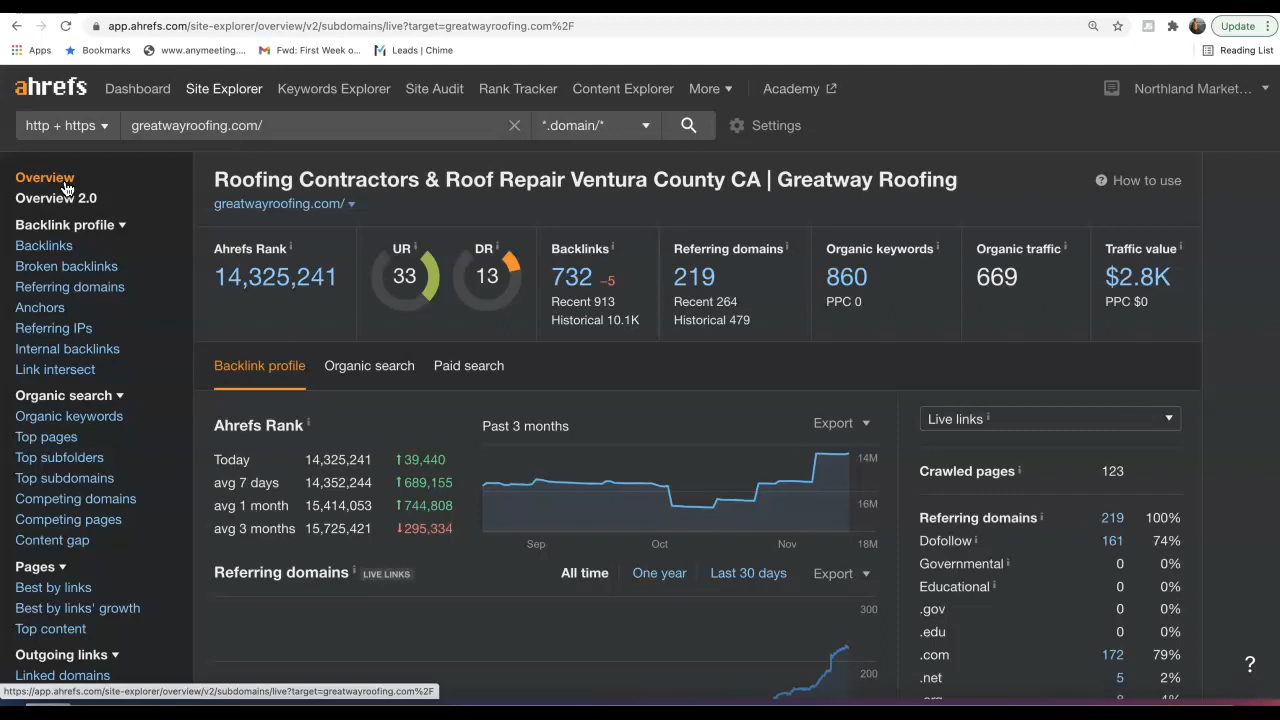 app.ahrefs.com/site-explorer/overview/v2/subdomains/live?target=greatwayroofing.com%2F
Update
Apps
Bookmarks
www.anymeeting....
Fwd: First Week o...
Leads | Chime
Reading List
ahrefs
Dashboard
Site Explorer
Keywords Explorer
Site Audit
Rank Tracker
Content Explorer
More
Academy
Northland Market...
http + https
greatwayroofing.com/
*.domain/*
Settings
Overview
Overview 2.0
Backlink profile
Backlinks
Broken backlinks
Referring domains
Anchors
Referring IPs
Internal backlinks
Link intersect
Organic search
Organic keywords
Top pages
Top subfolders
Top subdomains
Competing domains
Competing pages
Content gap
Pages
Best by links
Best by links' growth
Top content
Outgoing links
Linked domains
Roofing Contractors & Roof Repair Ventura County CA | Greatway Roofing
How to use
greatwayroofing.com/
Ahrefs Rank
14,325,241
UR
33
DR
13
Backlinks
732 –5
Recent 913
Historical 10.1K
Referring domains
219
Recent 264
Historical 479
Organic keywords
860
PPC 0
Organic traffic
669
Traffic value
$2.8K
PPC $0
Backlink profile
Organic search
Paid search
Ahrefs Rank
Today 14,325,241 ↑39,440
avg 7 days 14,352,244 ↑689,155
avg 1 month 15,414,053 ↑744,808
avg 3 months 15,725,421 ↓295,334
Past 3 months
Export
14M
16M
18M
Sep
Oct
Nov
Referring domains LIVE LINKS
All time
One year
Last 30 days
Export
300
200
Live links
Crawled pages 123
Referring domains 219 100%
Dofollow 161 74%
Governmental 0 0%
Educational 0 0%
.gov 0 0%
.edu 0 0%
.com 172 79%
.net 5 2%
.org 8 4%
?
https://app.ahrefs.com/site-explorer/overview/v2/subdomains/live?target=greatwayroofing.com%2F